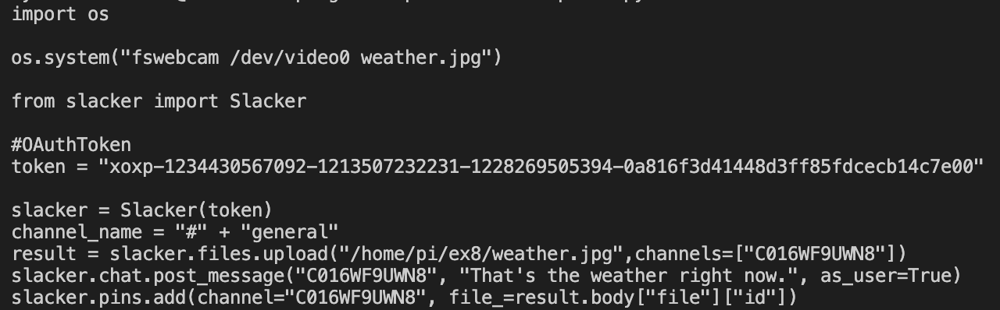 import os
os.system("fswebcam /dev/video0 weather.jpg")
from slacker import Slacker
#OAuthToken
token = "xoxp-1234430567092-1213507232231-1228269505394-0a816f3d41448d3ff85fdcecb14c7e00"
slacker = Slacker(token)
channel_name = "#" + "general"
result = slacker.files.upload("/home/pi/ex8/weather.jpg",channels=["C016WF9UWN8"])
slacker.chat.post_message("C016WF9UWN8", "That's the weather right now.", as_user=True)
slacker.pins.add(channel="C016WF9UWN8", file_=result.body["file"]["id"])